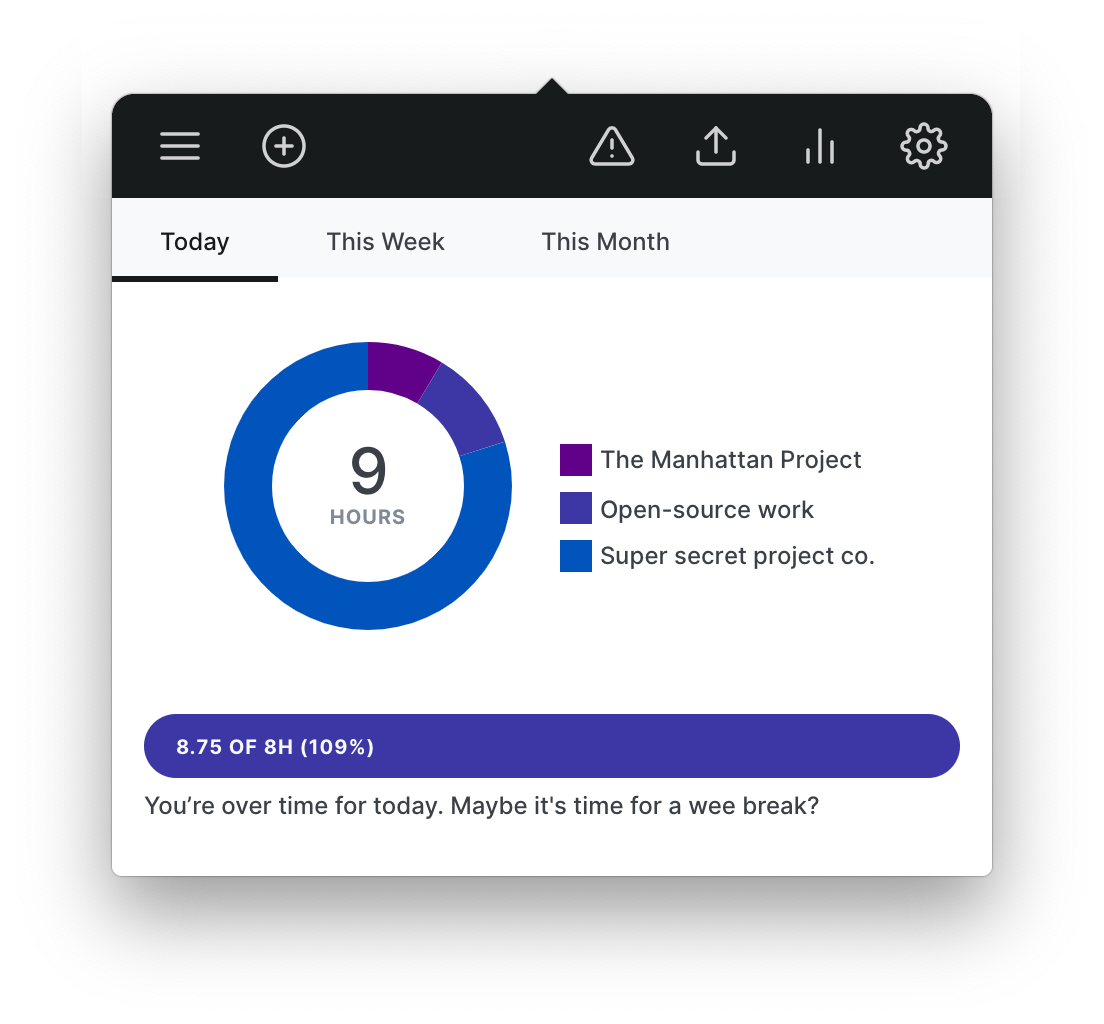 Today
This Week
This Month
9
HOURS
The Manhattan Project
Open-source work
Super secret project co.
8.75 OF 8H (109%)
You’re over time for today. Maybe it's time for a wee break?